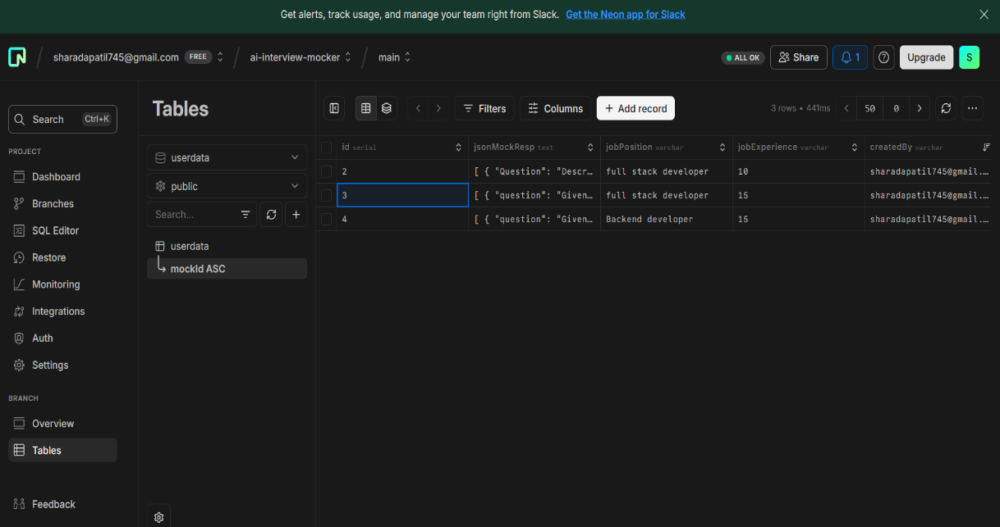 Get alerts, track usage, and manage your team right from Slack. Get the Neon app for Slack
sharadapatil745@gmail.com FREE ai-interview-mocker main ALL OK Share 1 Upgrade S
Search Ctrl+K
PROJECT
Dashboard
Branches
SQL Editor
Restore
Monitoring
Integrations
Auth
Settings
BRANCH
Overview
Tables
Feedback
Tables
userdata
public
Search...
userdata
mockId ASC
Filters Columns Add record 3 rows • 441ms 50 0
id serial jsonMockResp text jobPosition varchar jobExperience varchar createdBy varchar
2 [ { "Question": "Descr... full stack developer 10 sharadapatil745@gmail....
3 [ { "question": "Given... full stack developer 15 sharadapatil745@gmail....
4 [ { "question": "Given... Backend developer 15 sharadapatil745@gmail....